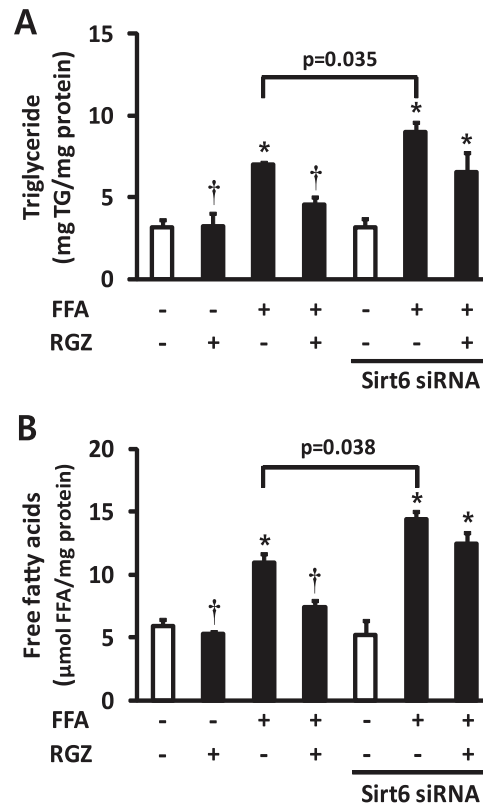 A
15
p=0.035
*
*
10
*
†
†
5
0
Triglyceride
(mg TG/mg protein)
FFA - - + + - + +
RGZ - + - + - - +
Sirt6 siRNA
B
20
p=0.038
*
15
*
*
†
10
†
5
0
Free fatty acids
(µmol FFA/mg protein)
FFA - - + + - + +
RGZ - + - + - - +
Sirt6 siRNA